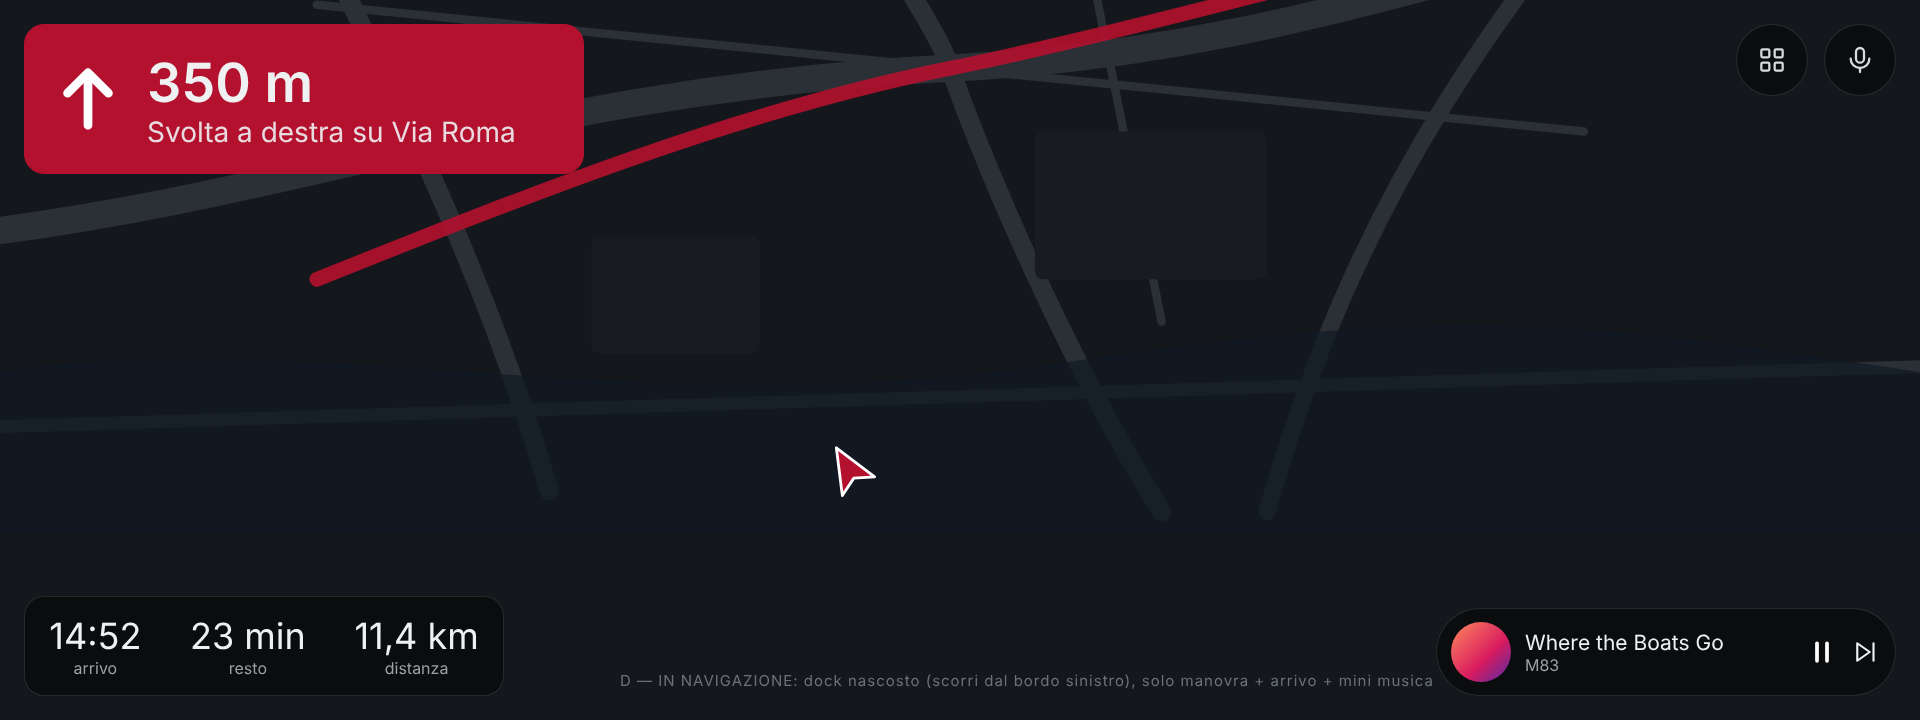 350 m
Svolta a destra su Via Roma
14:52
arrivo
23 min
resto
11,4 km
distanza
D — IN NAVIGAZIONE: dock nascosto (scorri dal bordo sinistro), solo manovra + arrivo + mini musica
Where the Boats Go
M83